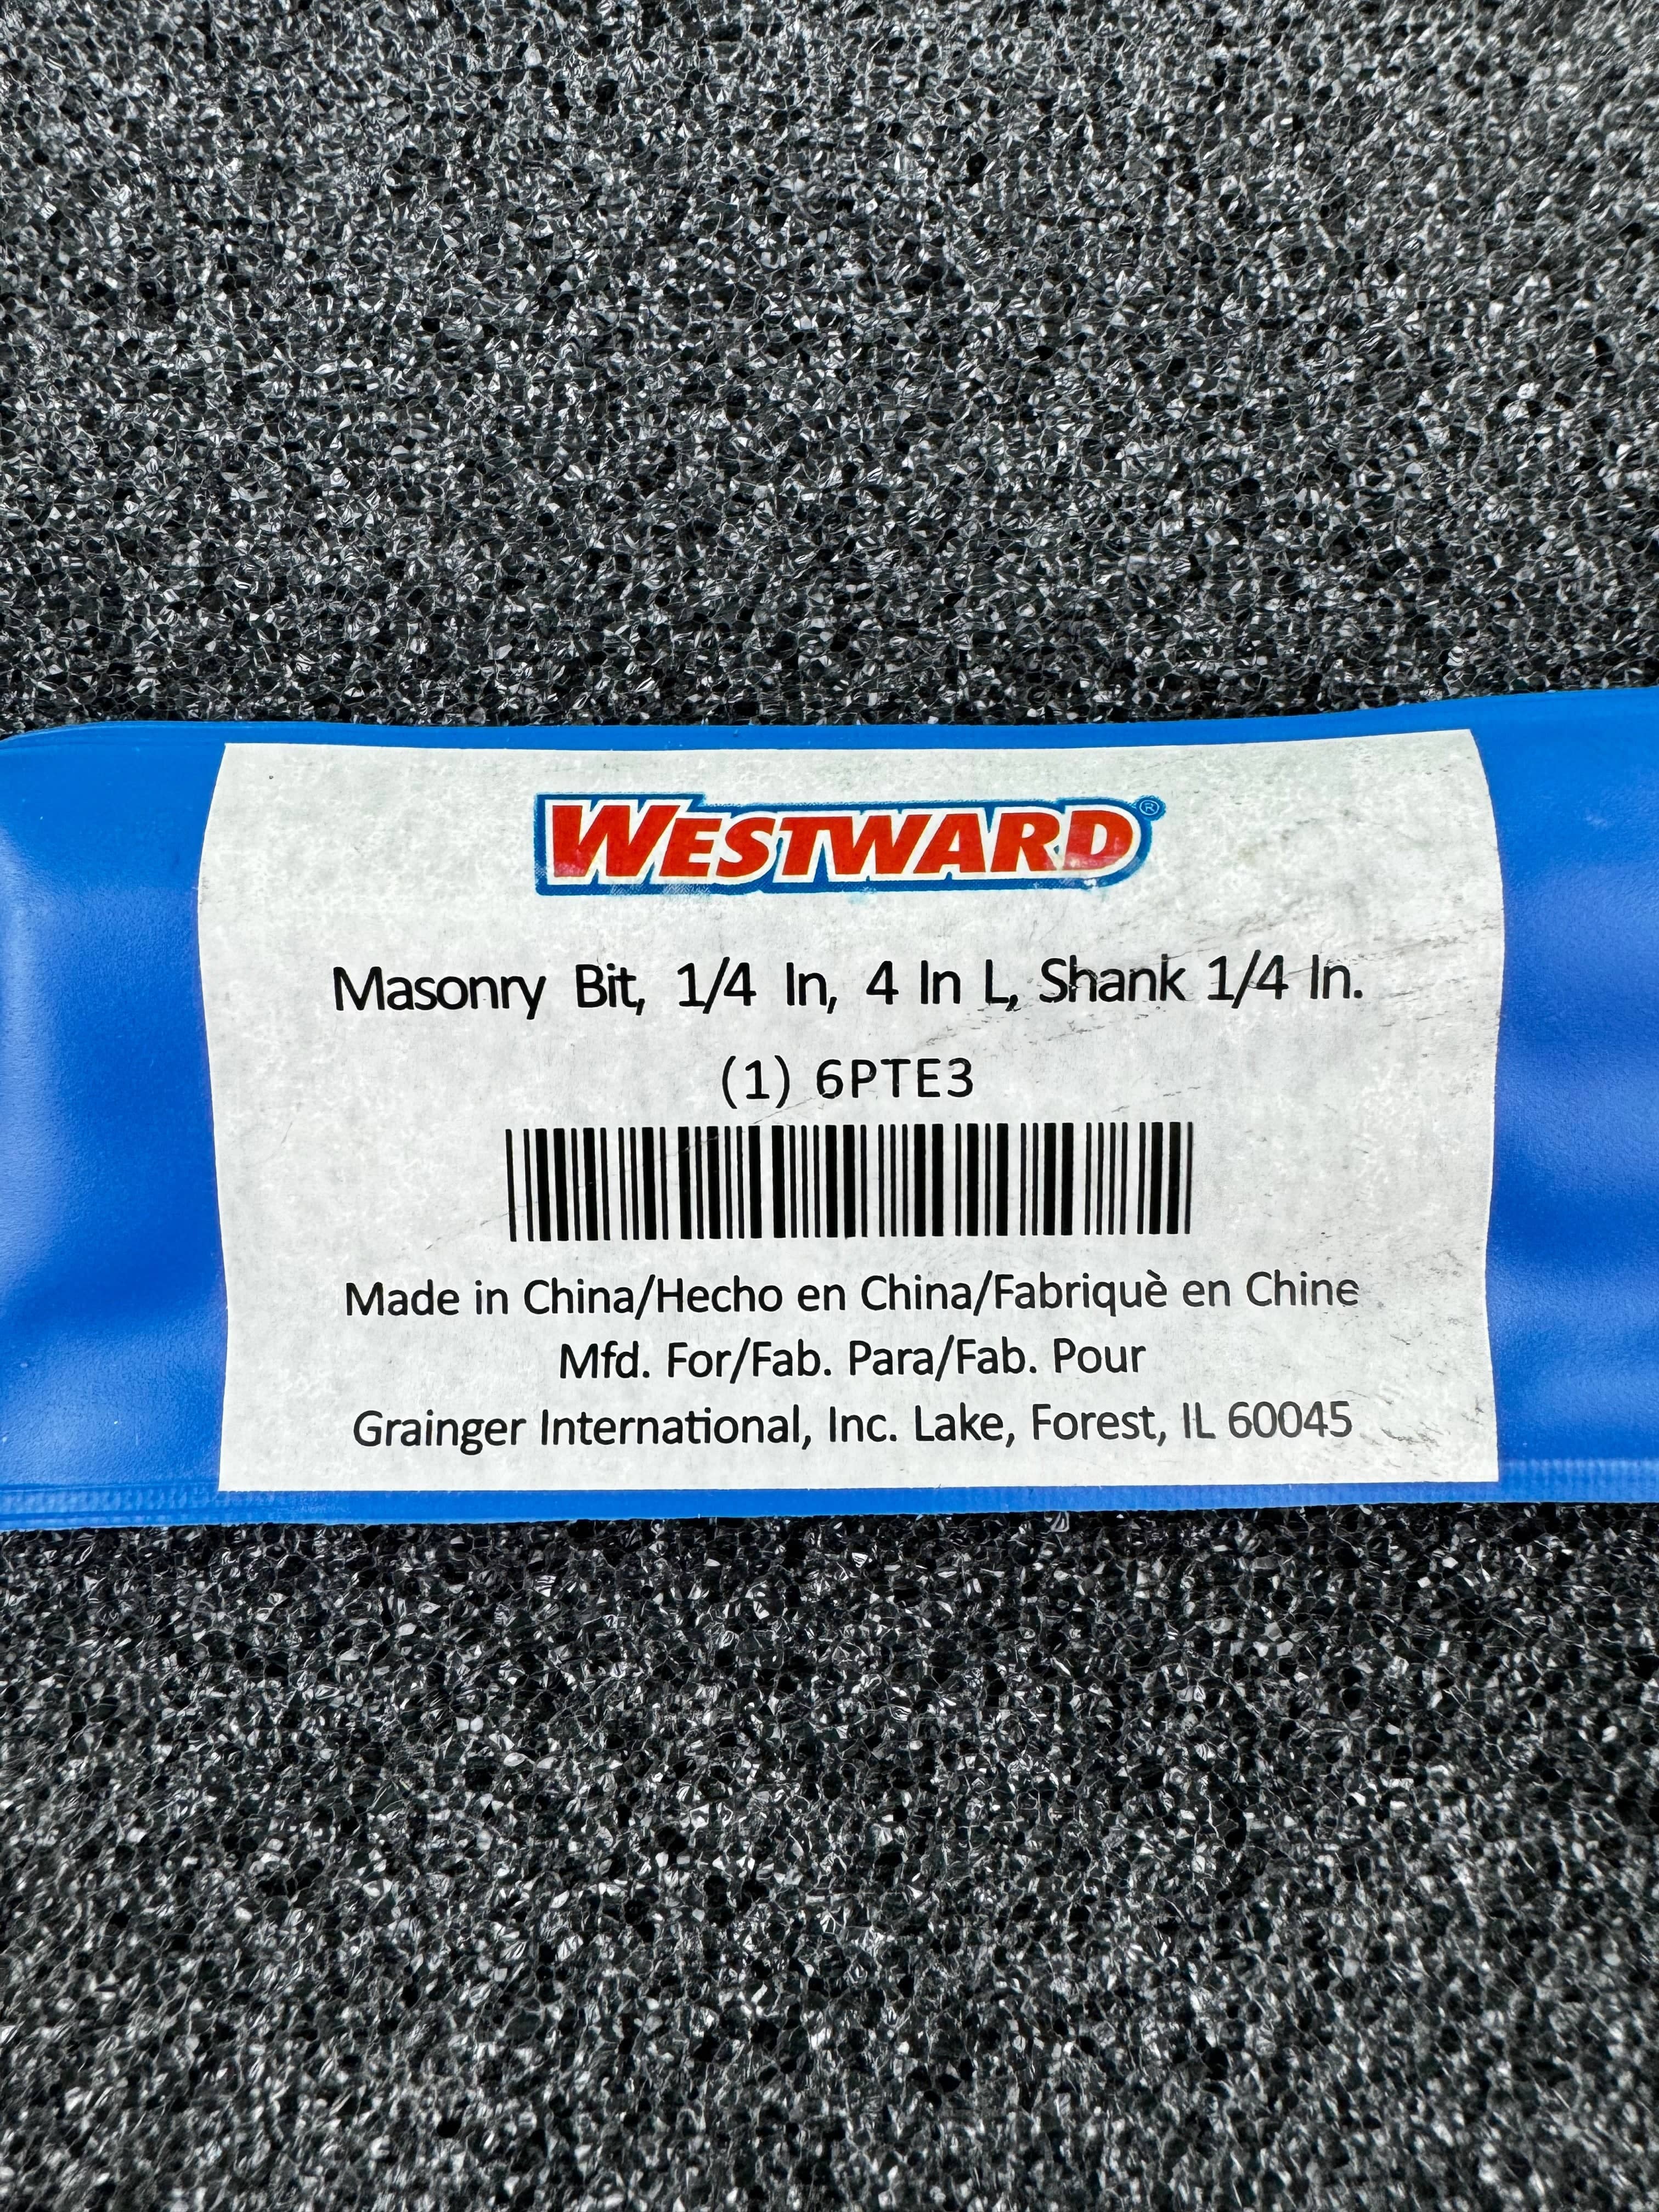 WESTWARD®
Masonry Bit, 1/4 In, 4 In L, Shank 1/4 In.
(1) 6PTE3
Made in China/Hecho en China/Fabriquè en Chine
Mfd. For/Fab. Para/Fab. Pour
Grainger International, Inc. Lake, Forest, IL 60045